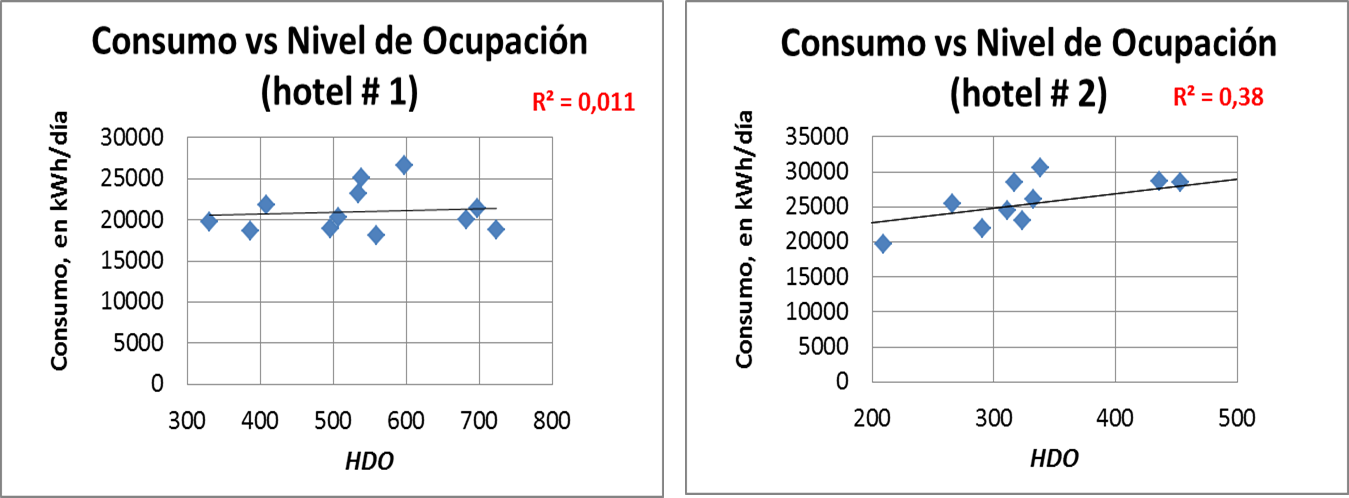 Consumo vs Nivel de Ocupación
(hotel # 1)
R² = 0,011
Consumo, en kWh/día
30000
25000
20000
15000
10000
5000
0
300 400 500 600 700 800
HDO
Consumo vs Nivel de Ocupación
(hotel # 2)
R² = 0,38
Consumo, en kWh/día
35000
30000
25000
20000
15000
10000
5000
0
200 300 400 500
HDO